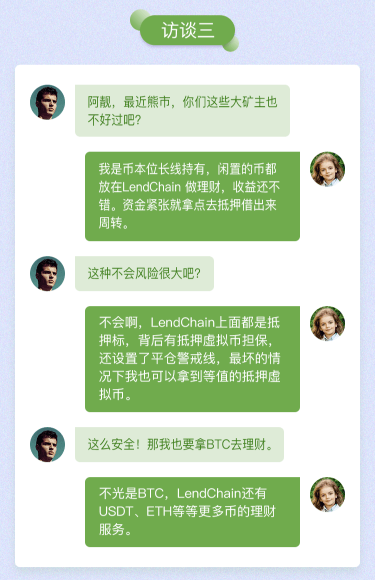 访谈三
阿靓，最近熊市，你们这些大矿主也
不好过吧？
我是币本位长线持有，闲置的币都
放在LendChain 做理财，收益还不
错。资金紧张就拿点去抵押借出来
周转。
这种不会风险很大吧？
不会啊，LendChain上面都是抵
押标，背后有抵押虚拟币担保，
还设置了平仓警戒线，最坏的情
况下我也可以拿到等值的抵押虚
拟币。
这么安全！那我也要拿BTC去理财。
不光是BTC，LendChain还有
USDT、ETH等等更多币的理财
服务。